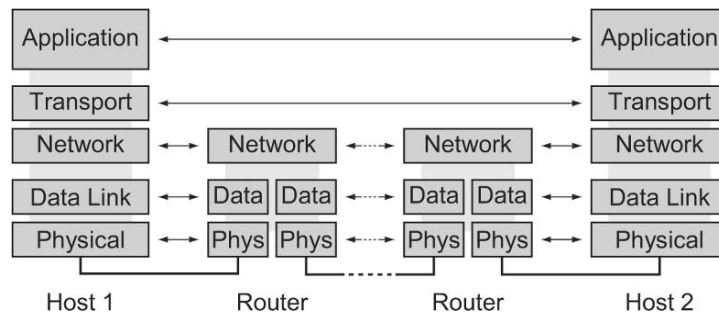 Application Application
Transport Transport
Network Network Network Network
Data Link Data Data Data Data Data Link
Physical Phys Phys Phys Phys Physical
Host 1 Router Router Host 2